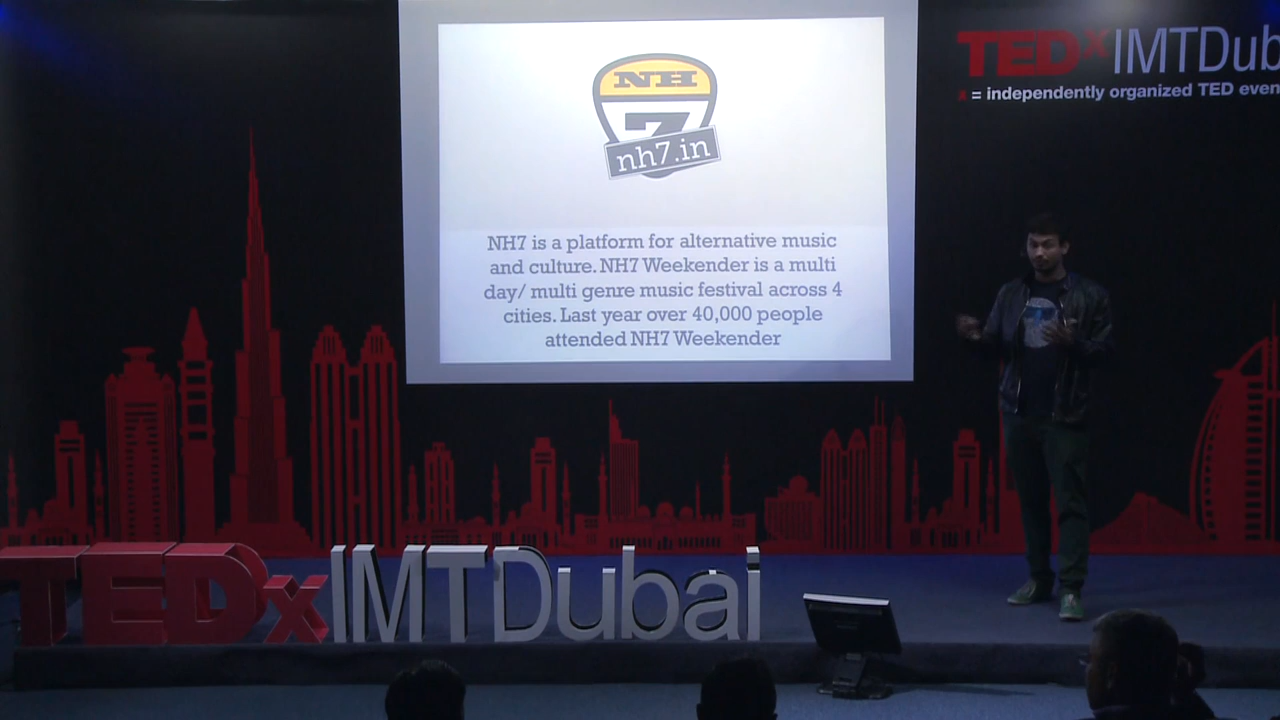 NH
7
nh7.in
NH7 is a platform for alternative music
and culture. NH7 Weekender is a multi
day/ multi genre music festival across 4
cities. Last year over 40,000 people
attended NH7 Weekender
TEDxIMTDub
x = independently organized TED even
TEDxIMTDubai